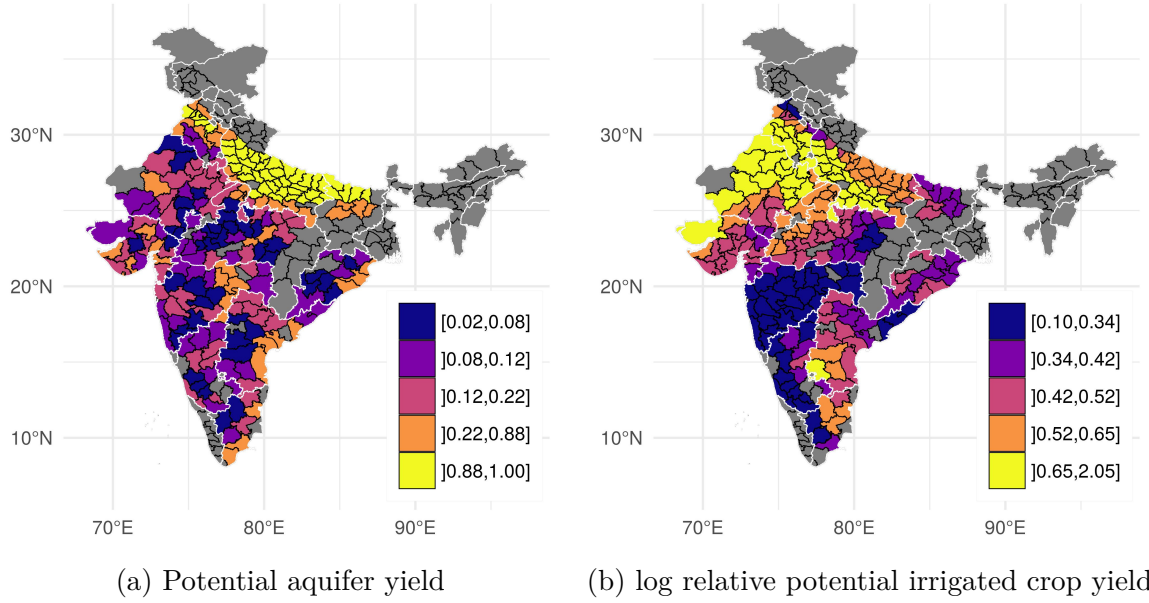 30°N
20°N
10°N
70°E 80°E 90°E
]0.02,0.08]
]0.08,0.12]
]0.12,0.22]
]0.22,0.88]
]0.88,1.00]
(a) Potential aquifer yield
30°N
20°N
10°N
70°E 80°E 90°E
]0.10,0.34]
]0.34,0.42]
]0.42,0.52]
]0.52,0.65]
]0.65,2.05]
(b) log relative potential irrigated crop yield